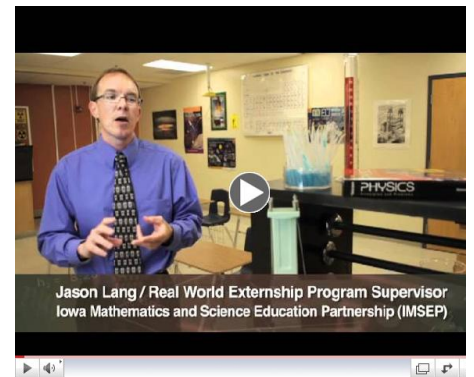 PHYSICS
Jason Lang / Real World Externship Program Supervisor
Iowa Mathematics and Science Education Partnership (IMSEP)